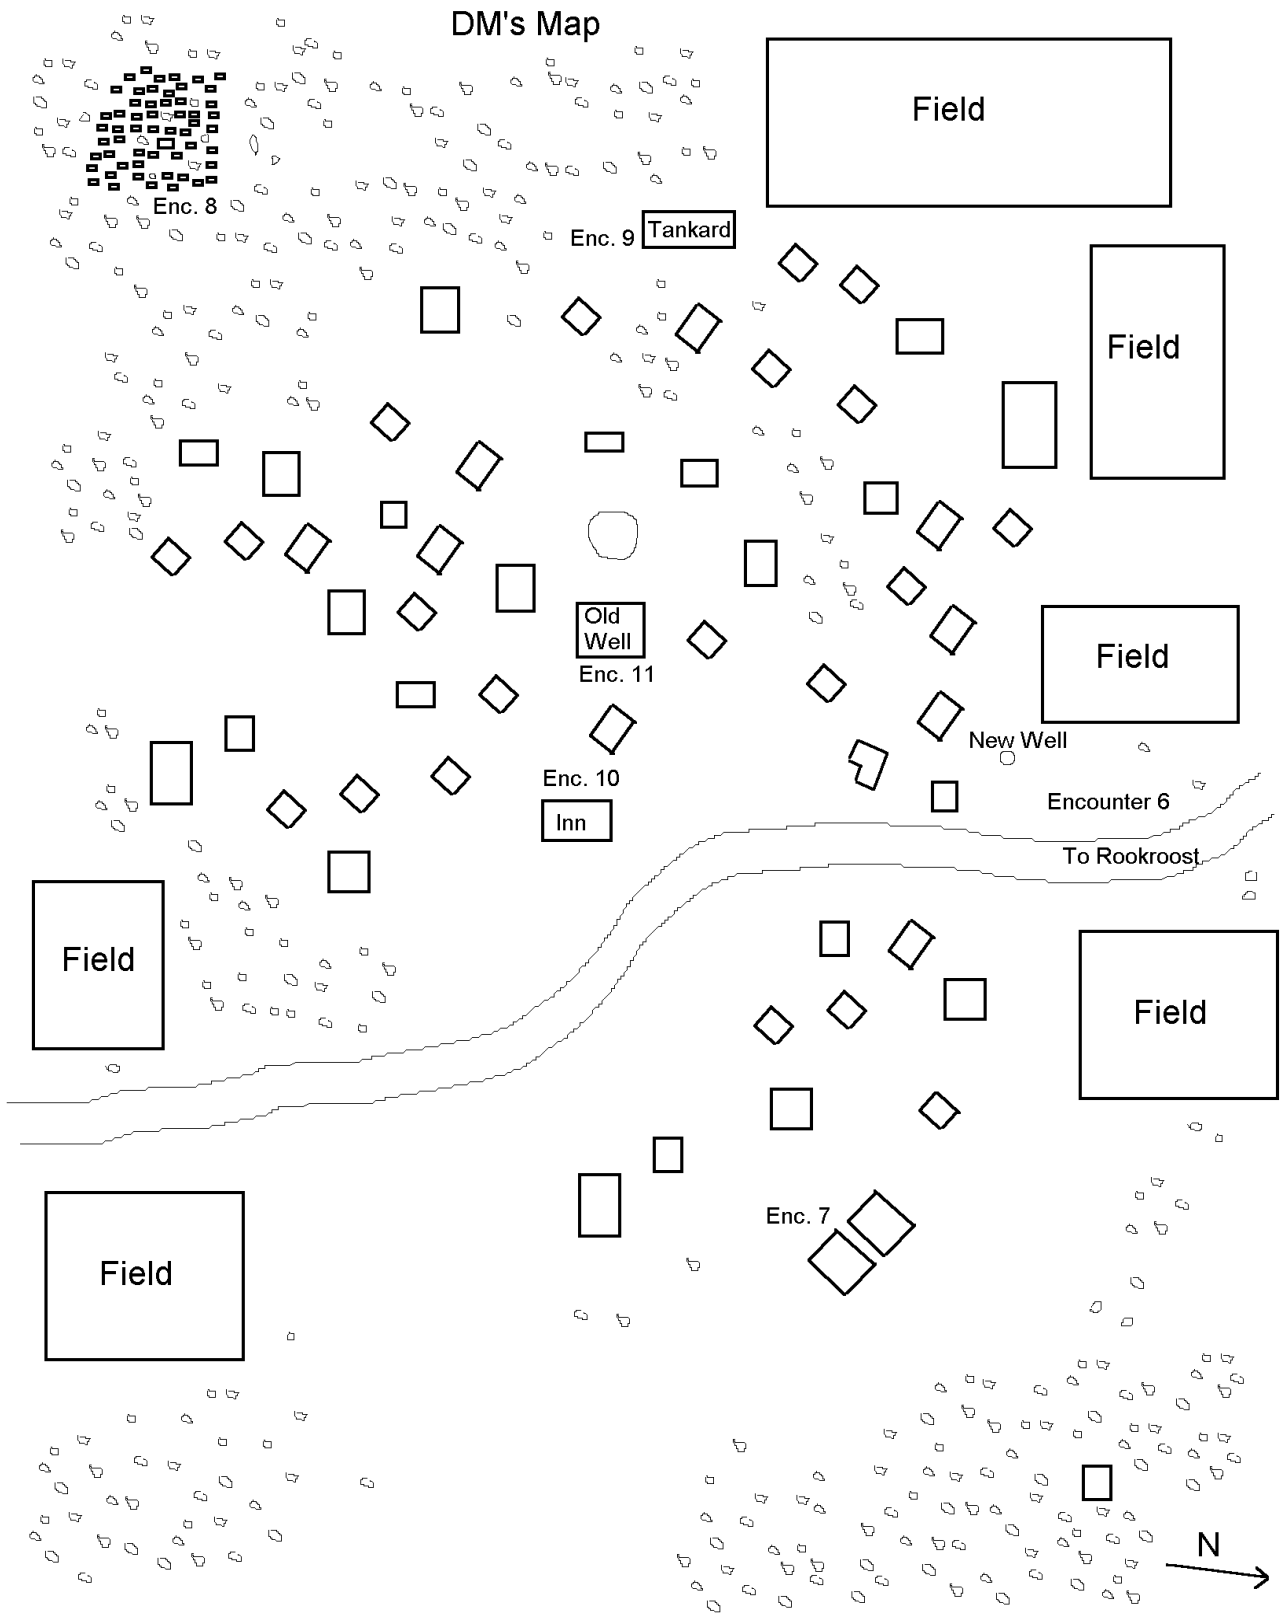 DM's Map
Field
Enc. 8
Enc. 9
Tankard
Field
Old
Well
Enc. 11
Field
New Well
Enc. 10
Encounter 6
Inn
To Rookroost
Field
Field
Enc. 7
Field
N